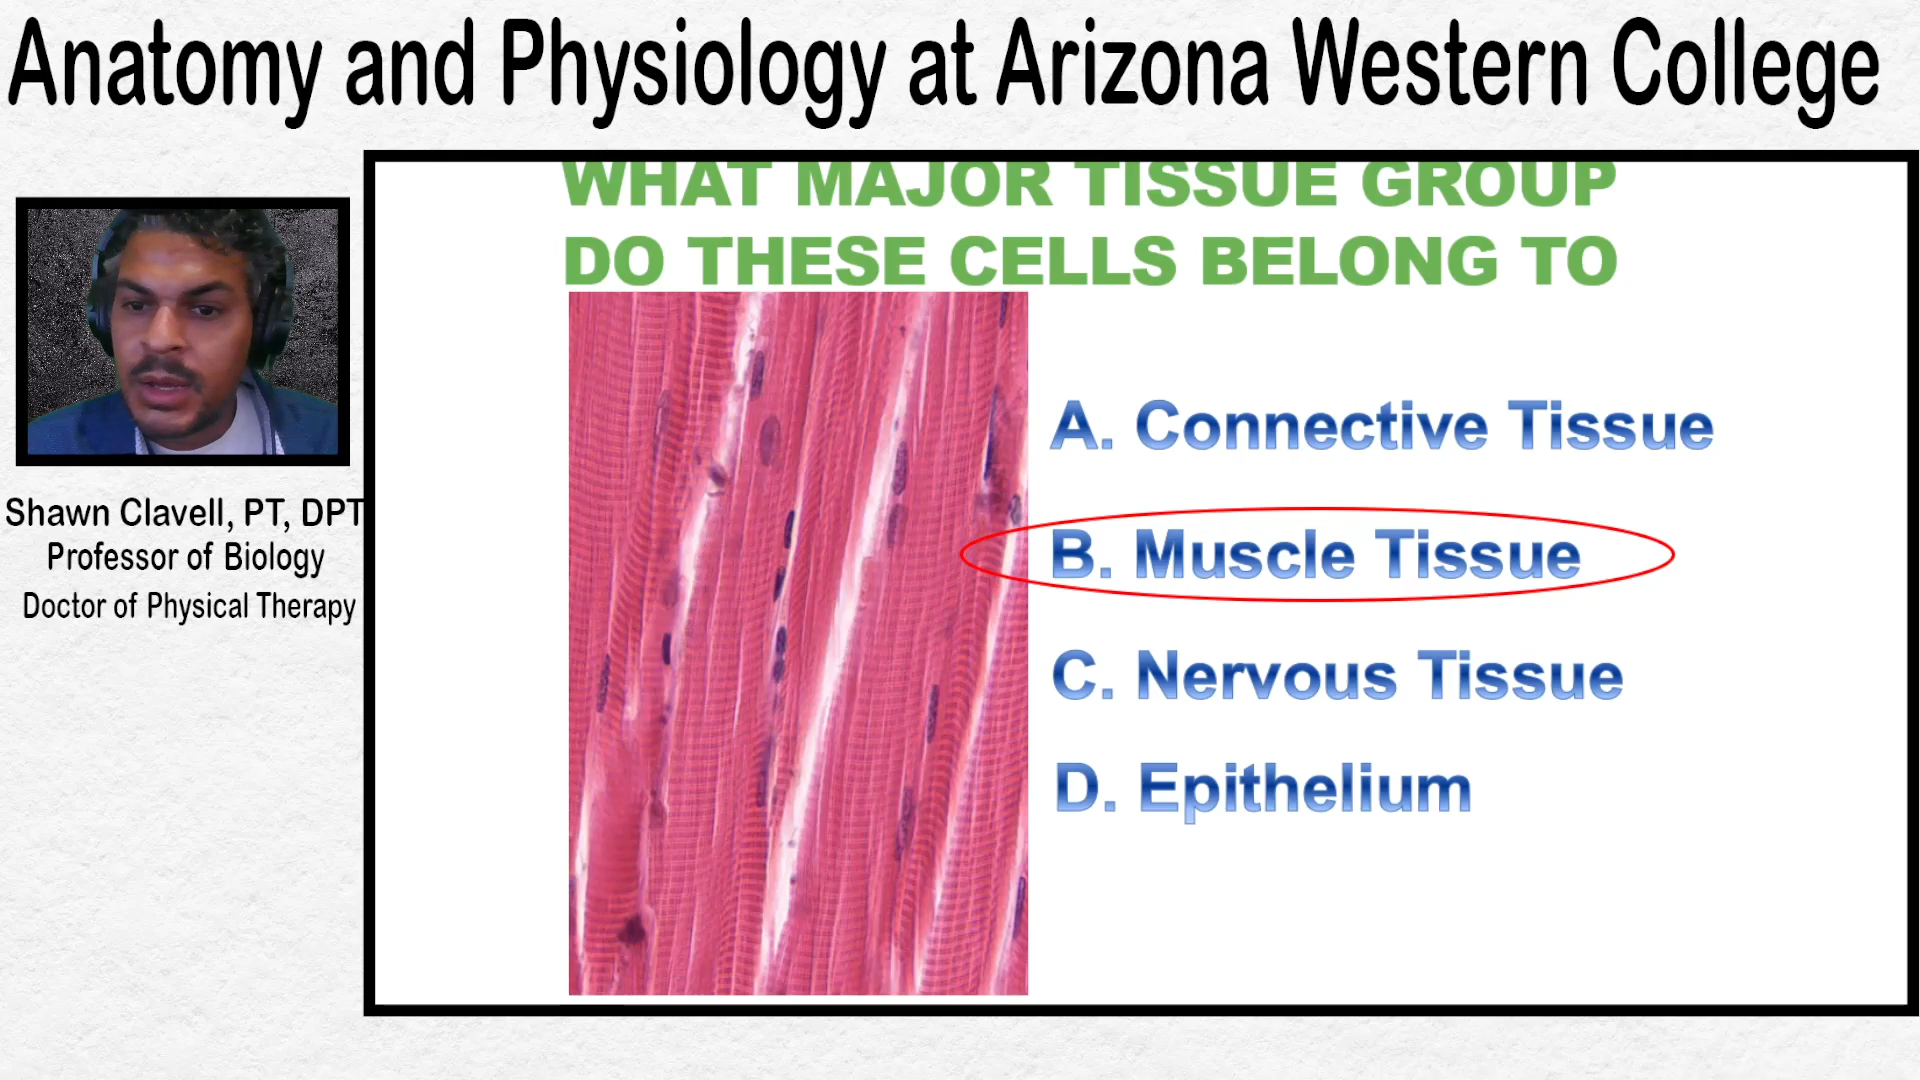 Anatomy and Physiology at Arizona Western College
WHAT MAJOR TISSUE GROUP
DO THESE CELLS BELONG TO
A. Connective Tissue
B. Muscle Tissue
C. Nervous Tissue
D. Epithelium
Shawn Clavell, PT, DPT
Professor of Biology
Doctor of Physical Therapy